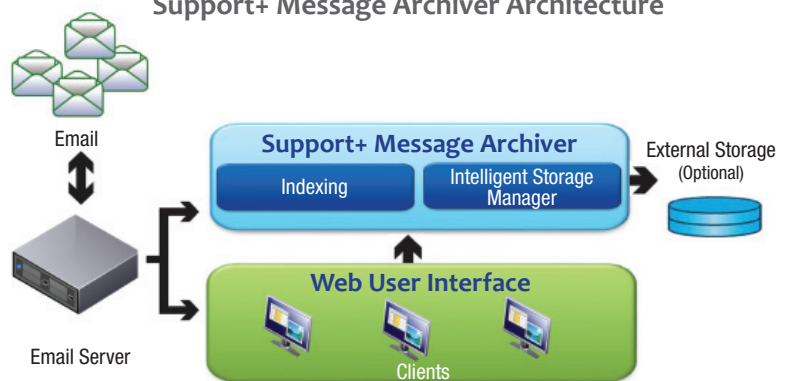 Support+ Message Archiver Architecture
Email
Support+ Message Archiver
Indexing
Intelligent Storage
Manager
External Storage
(Optional)
Web User Interface
Email Server
Clients